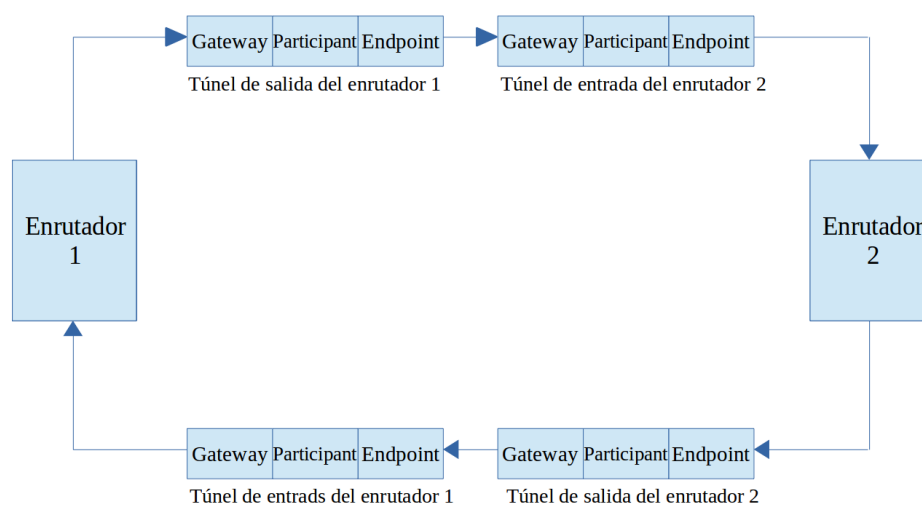 Gateway Participant Endpoint Gateway Participant Endpoint
Túnel de salida del enrutador 1 Túnel de entrada del enrutador 2
Enrutador
1
Enrutador
2
Gateway Participant Endpoint Gateway Participant Endpoint
Túnel de entrads del enrutador 1 Túnel de salida del enrutador 2